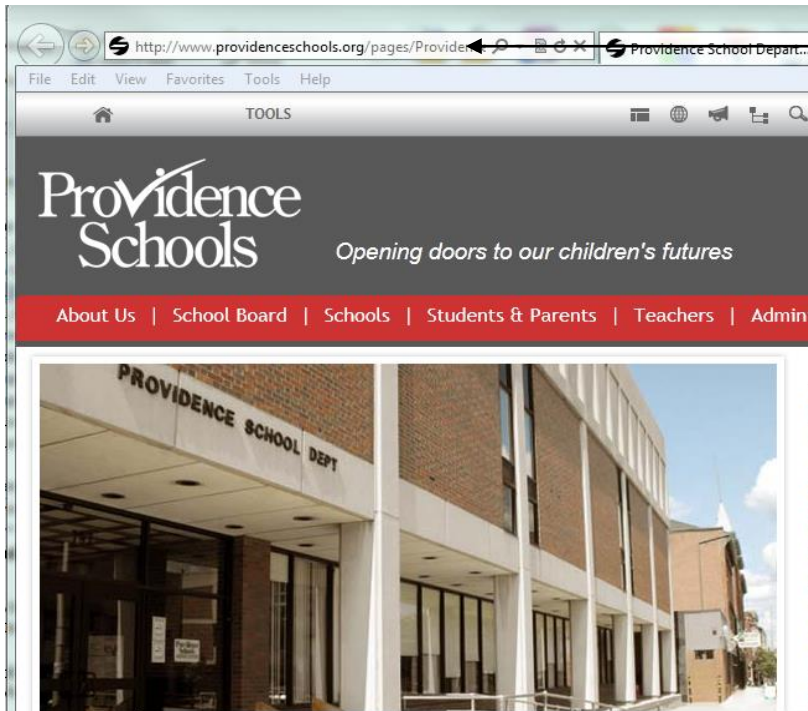 http://www.providenceschools.org/pages/Providen
Providence School Depart...
File Edit View Favorites Tools Help
TOOLS
Providence
Schools
Opening doors to our children's futures
About Us | School Board | Schools | Students & Parents | Teachers | Admin
PROVIDENCE SCHOOL DEPT